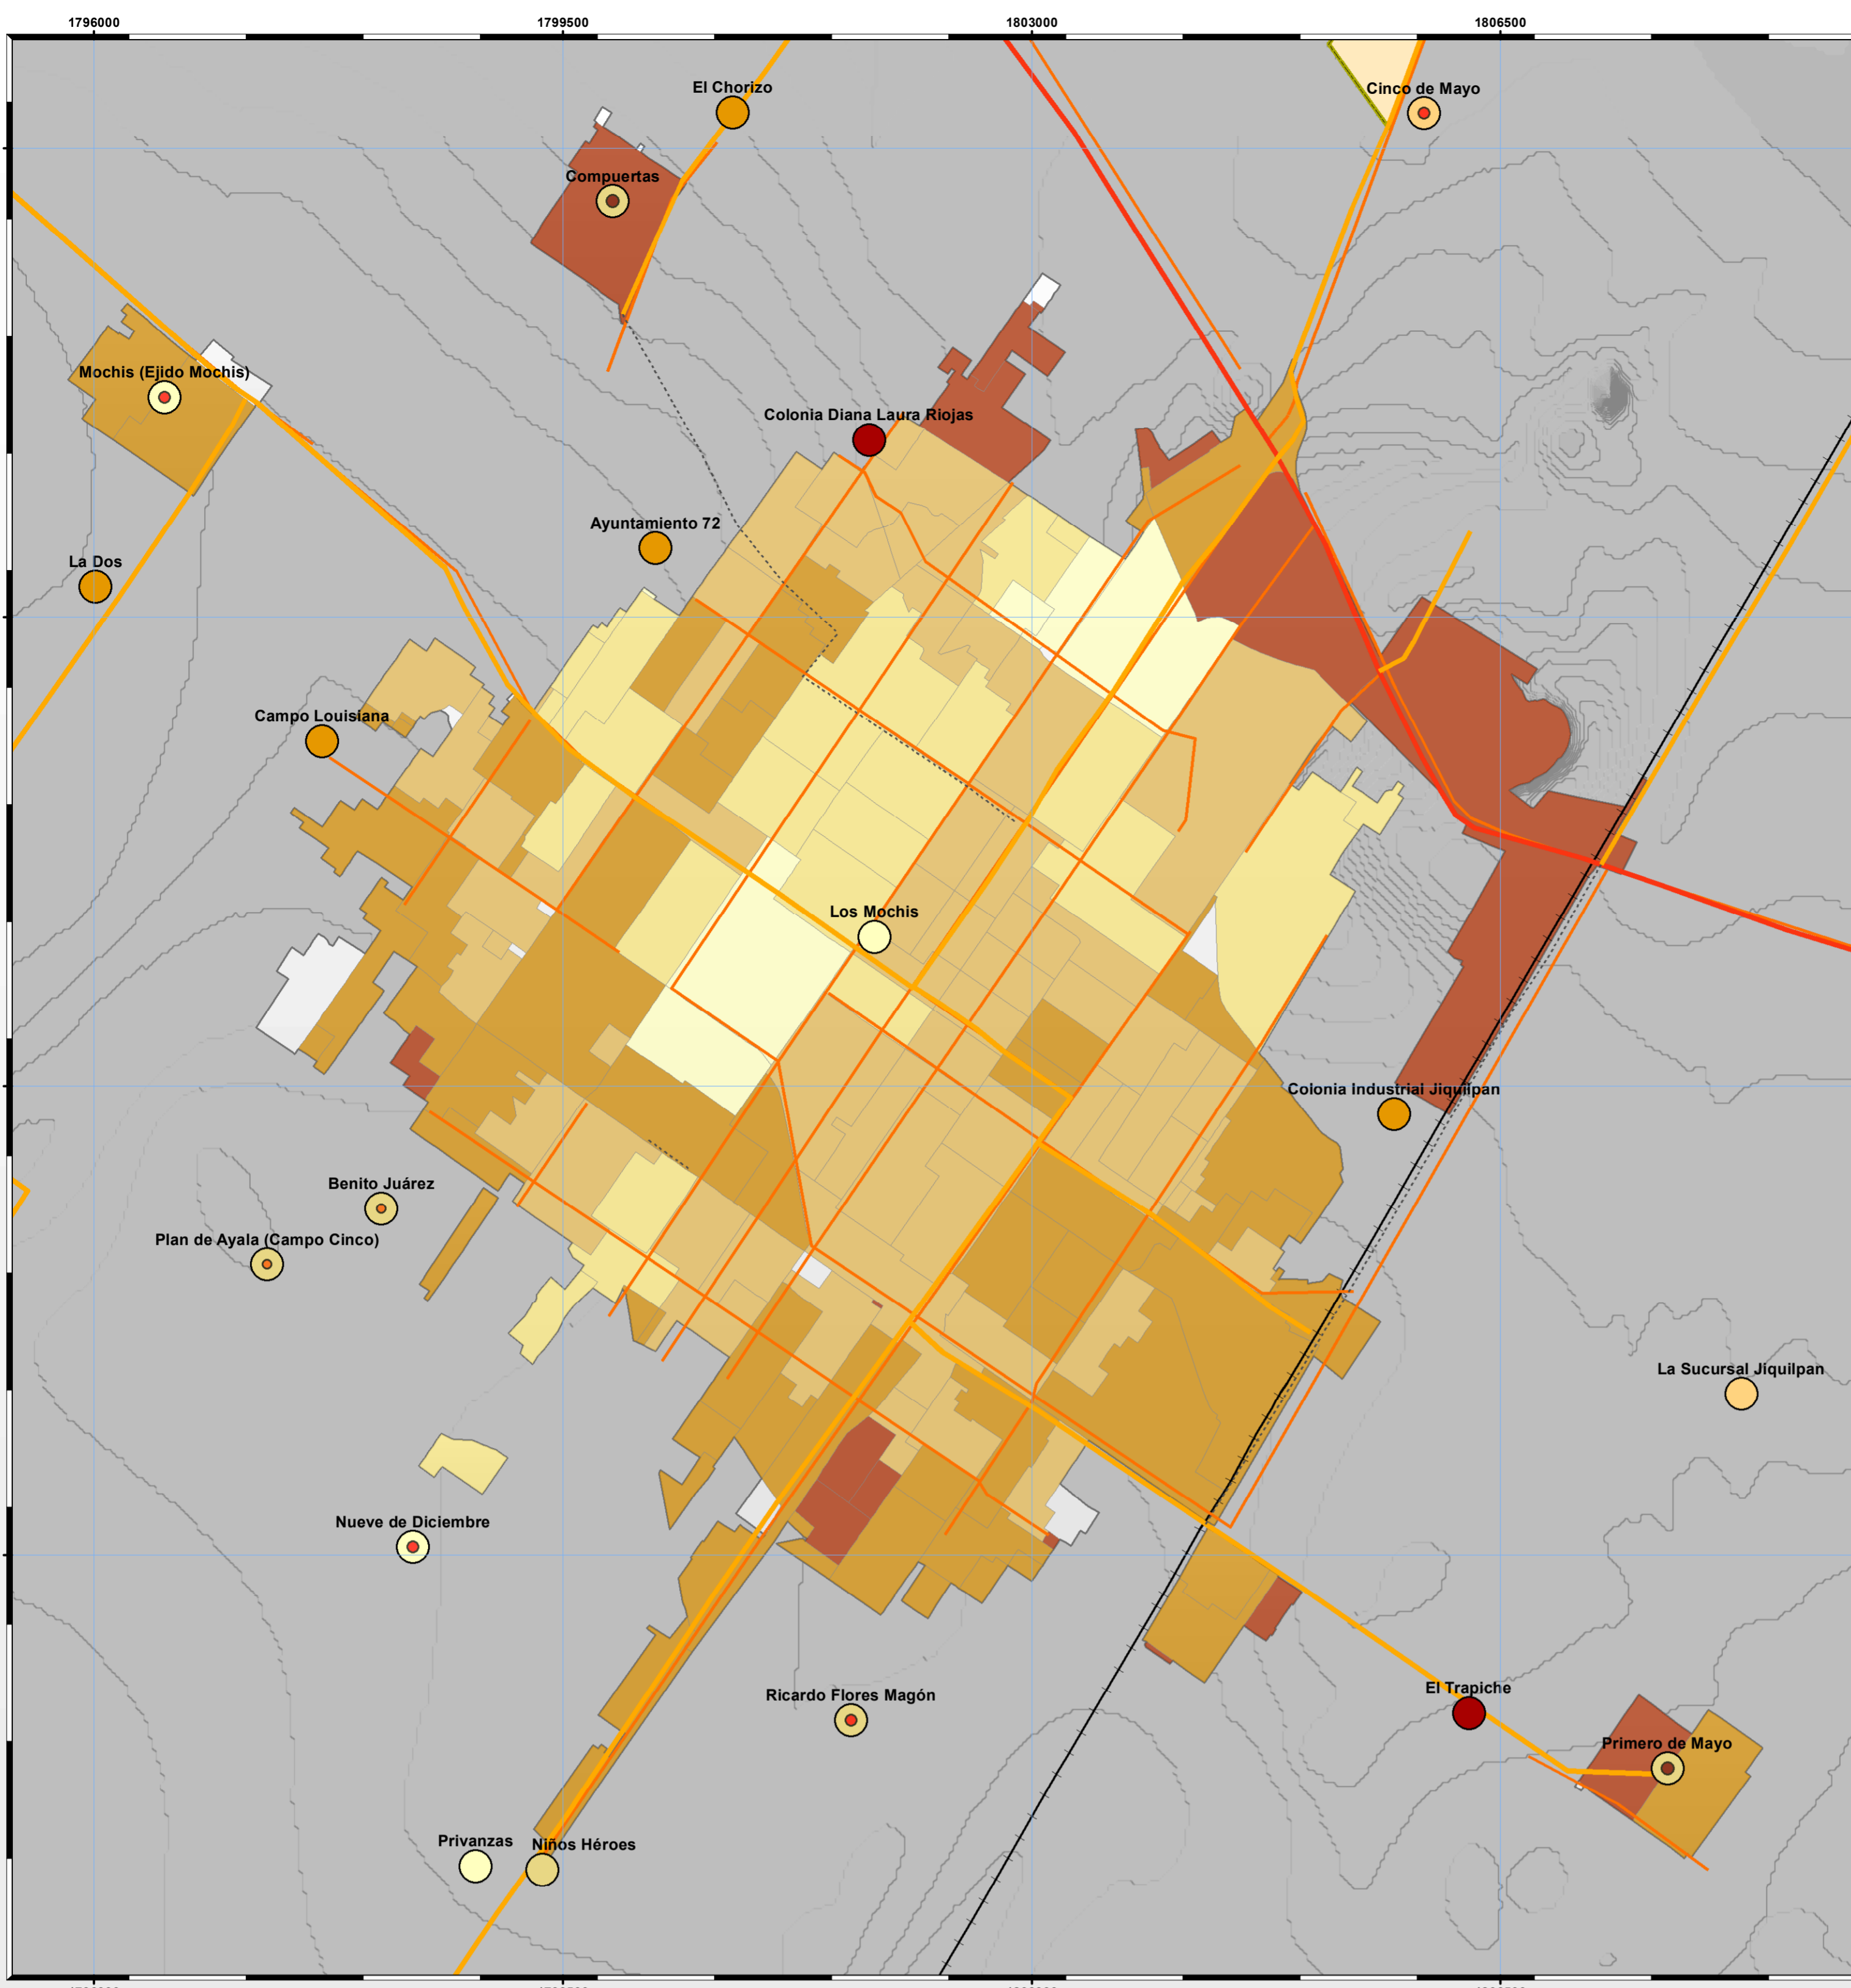 1796000
1799500
1803000
1806500
El Chorizo
Cinco de Mayo
Compuertas
Mochis (Ejido Mochis)
Colonia Diana Laura Riojas
Ayuntamiento 72
La Dos
Campo Louisiana
Los Mochis
Colonia industrial Jiquilpan
Benito Juárez
Plan de Ayala (Campo Cinco)
La Sucursal Jiquilpan
Nueve de Diciembre
El Trapiche
Ricardo Flores Magón
Primero de Mayo
Privanzas
Niños Héroes